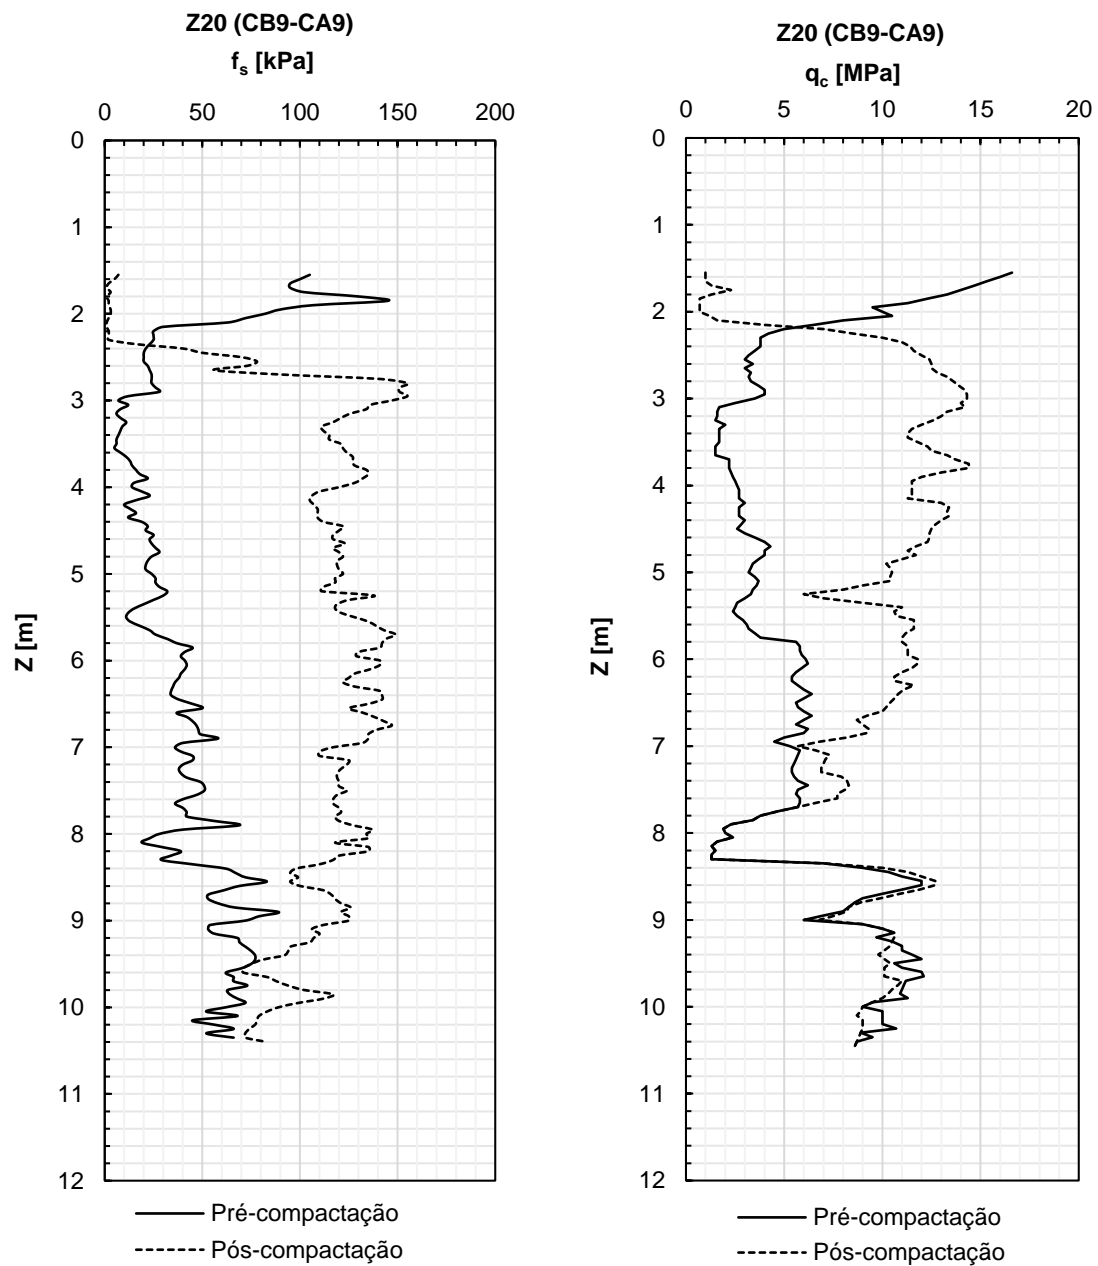 Z20 (CB9-CA9)
fs [kPa]
0 50 100 150 200
0
1
2
3
4
5
6
7
8
9
10
11
12
Z [m]
Pré-compactação
Pós-compactação
Z20 (CB9-CA9)
qc [MPa]
0 5 10 15 20
0
1
2
3
4
5
6
7
8
9
10
11
12
Z [m]
Pré-compactação
Pós-compactação